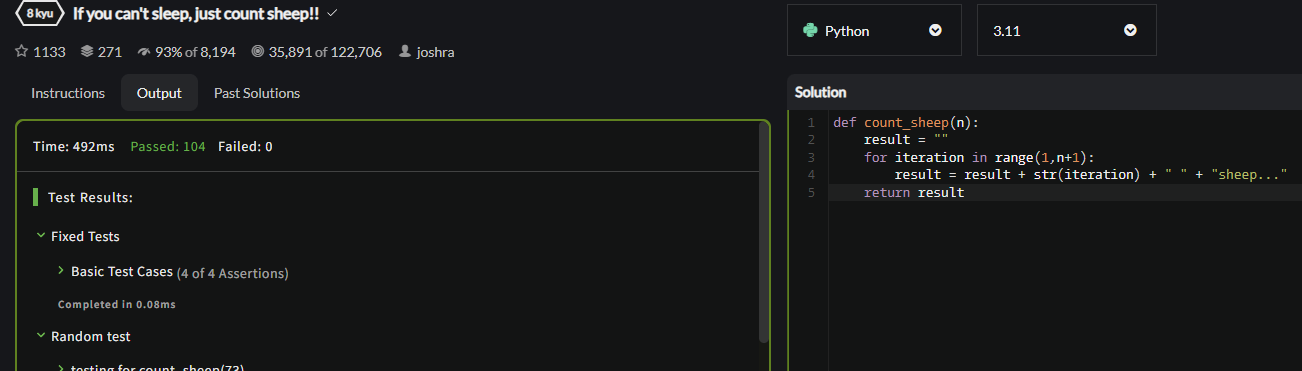 8 kyu If you can't sleep, just count sheep!!
1133 271 93% of 8,194 35,891 of 122,706 joshra
Instructions Output Past Solutions
Time: 492ms Passed: 104 Failed: 0
Test Results:
Fixed Tests
Basic Test Cases (4 of 4 Assertions)
Completed in 0.08ms
Random test
testing for count_sheep(73)
Python 3.11
Solution
1 def count_sheep(n):
2 result = ""
3 for iteration in range(1,n+1):
4 result = result + str(iteration) + " " + "sheep..."
5 return result